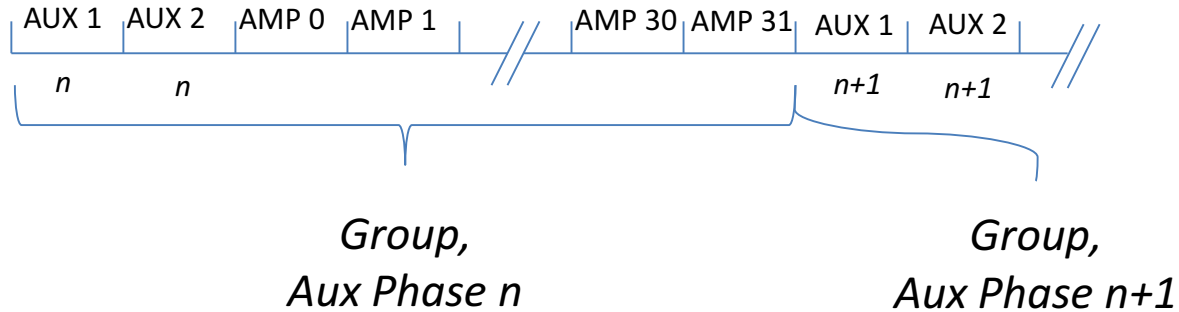 AUX 1 AUX 2 AMP 0 AMP 1 AMP 30 AMP 31 AUX 1 AUX 2
n n n+1 n+1
Group,
Aux Phase n
Group,
Aux Phase n+1